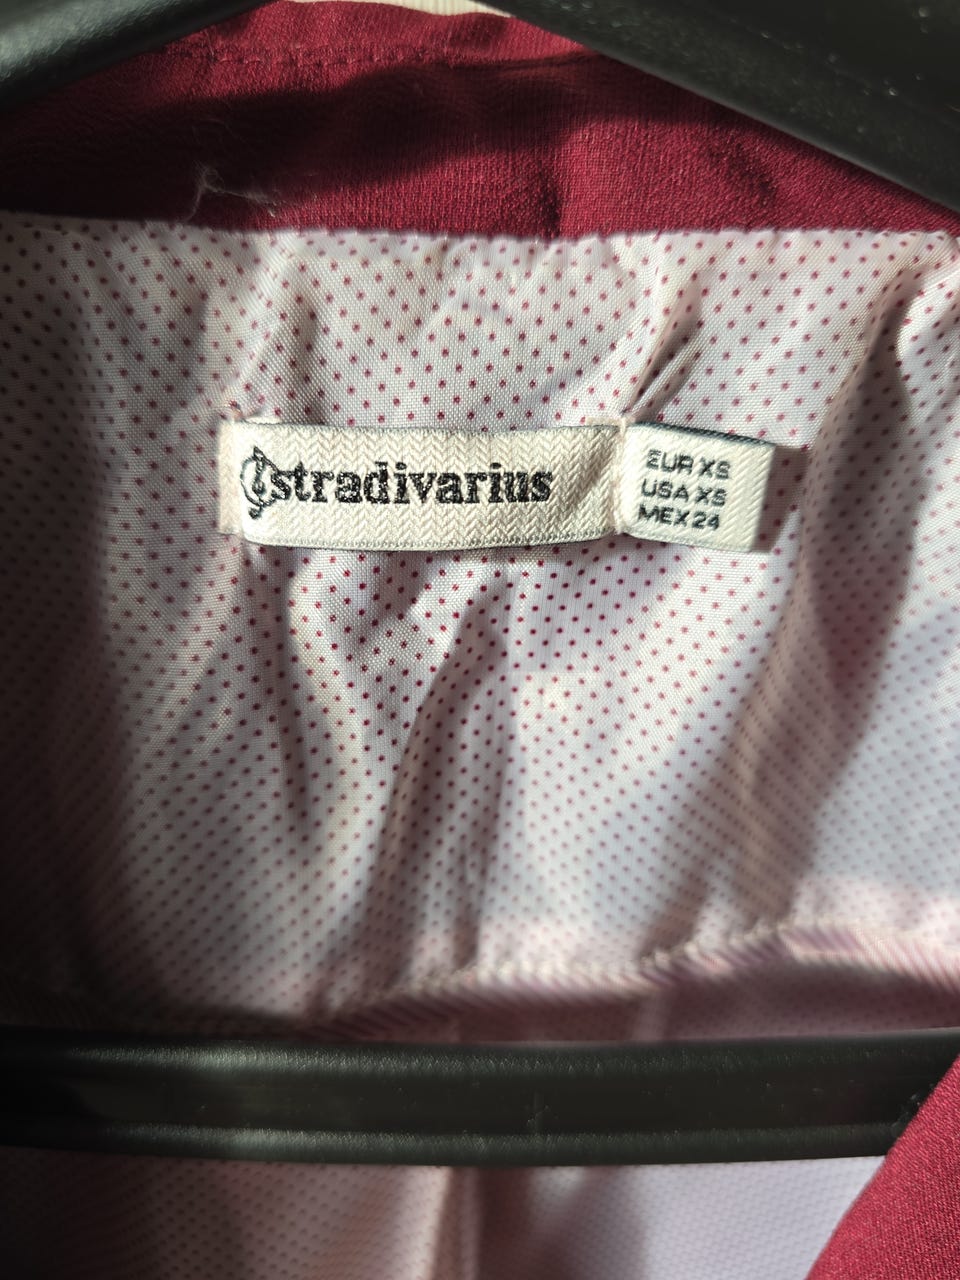 stradivarius
EUR XS
USA XS
MEX 24